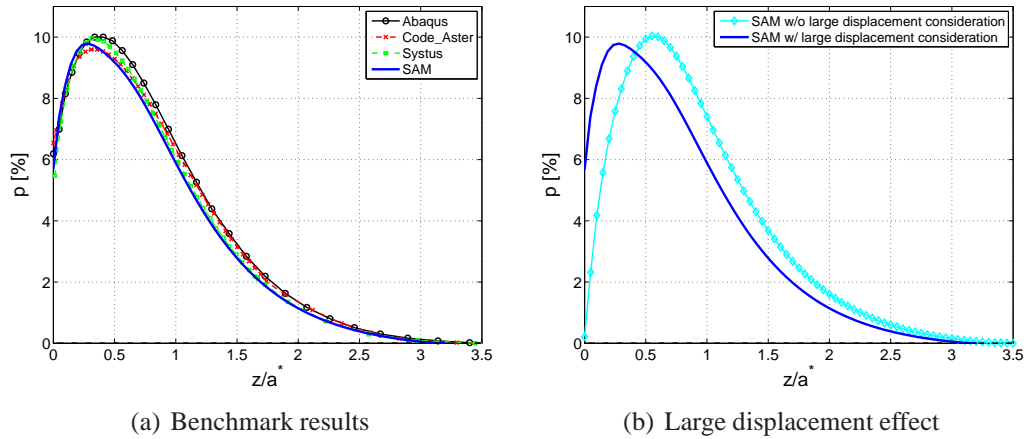 Abaqus
Code_Aster
Systus
SAM
p [%]
10
8
6
4
2
0
0 0.5 1 1.5 2 2.5 3 3.5
z/a*
(a) Benchmark results
SAM w/o large displacement consideration
SAM w/ large displacement consideration
p [%]
10
8
6
4
2
0
0 0.5 1 1.5 2 2.5 3 3.5
z/a*
(b) Large displacement effect